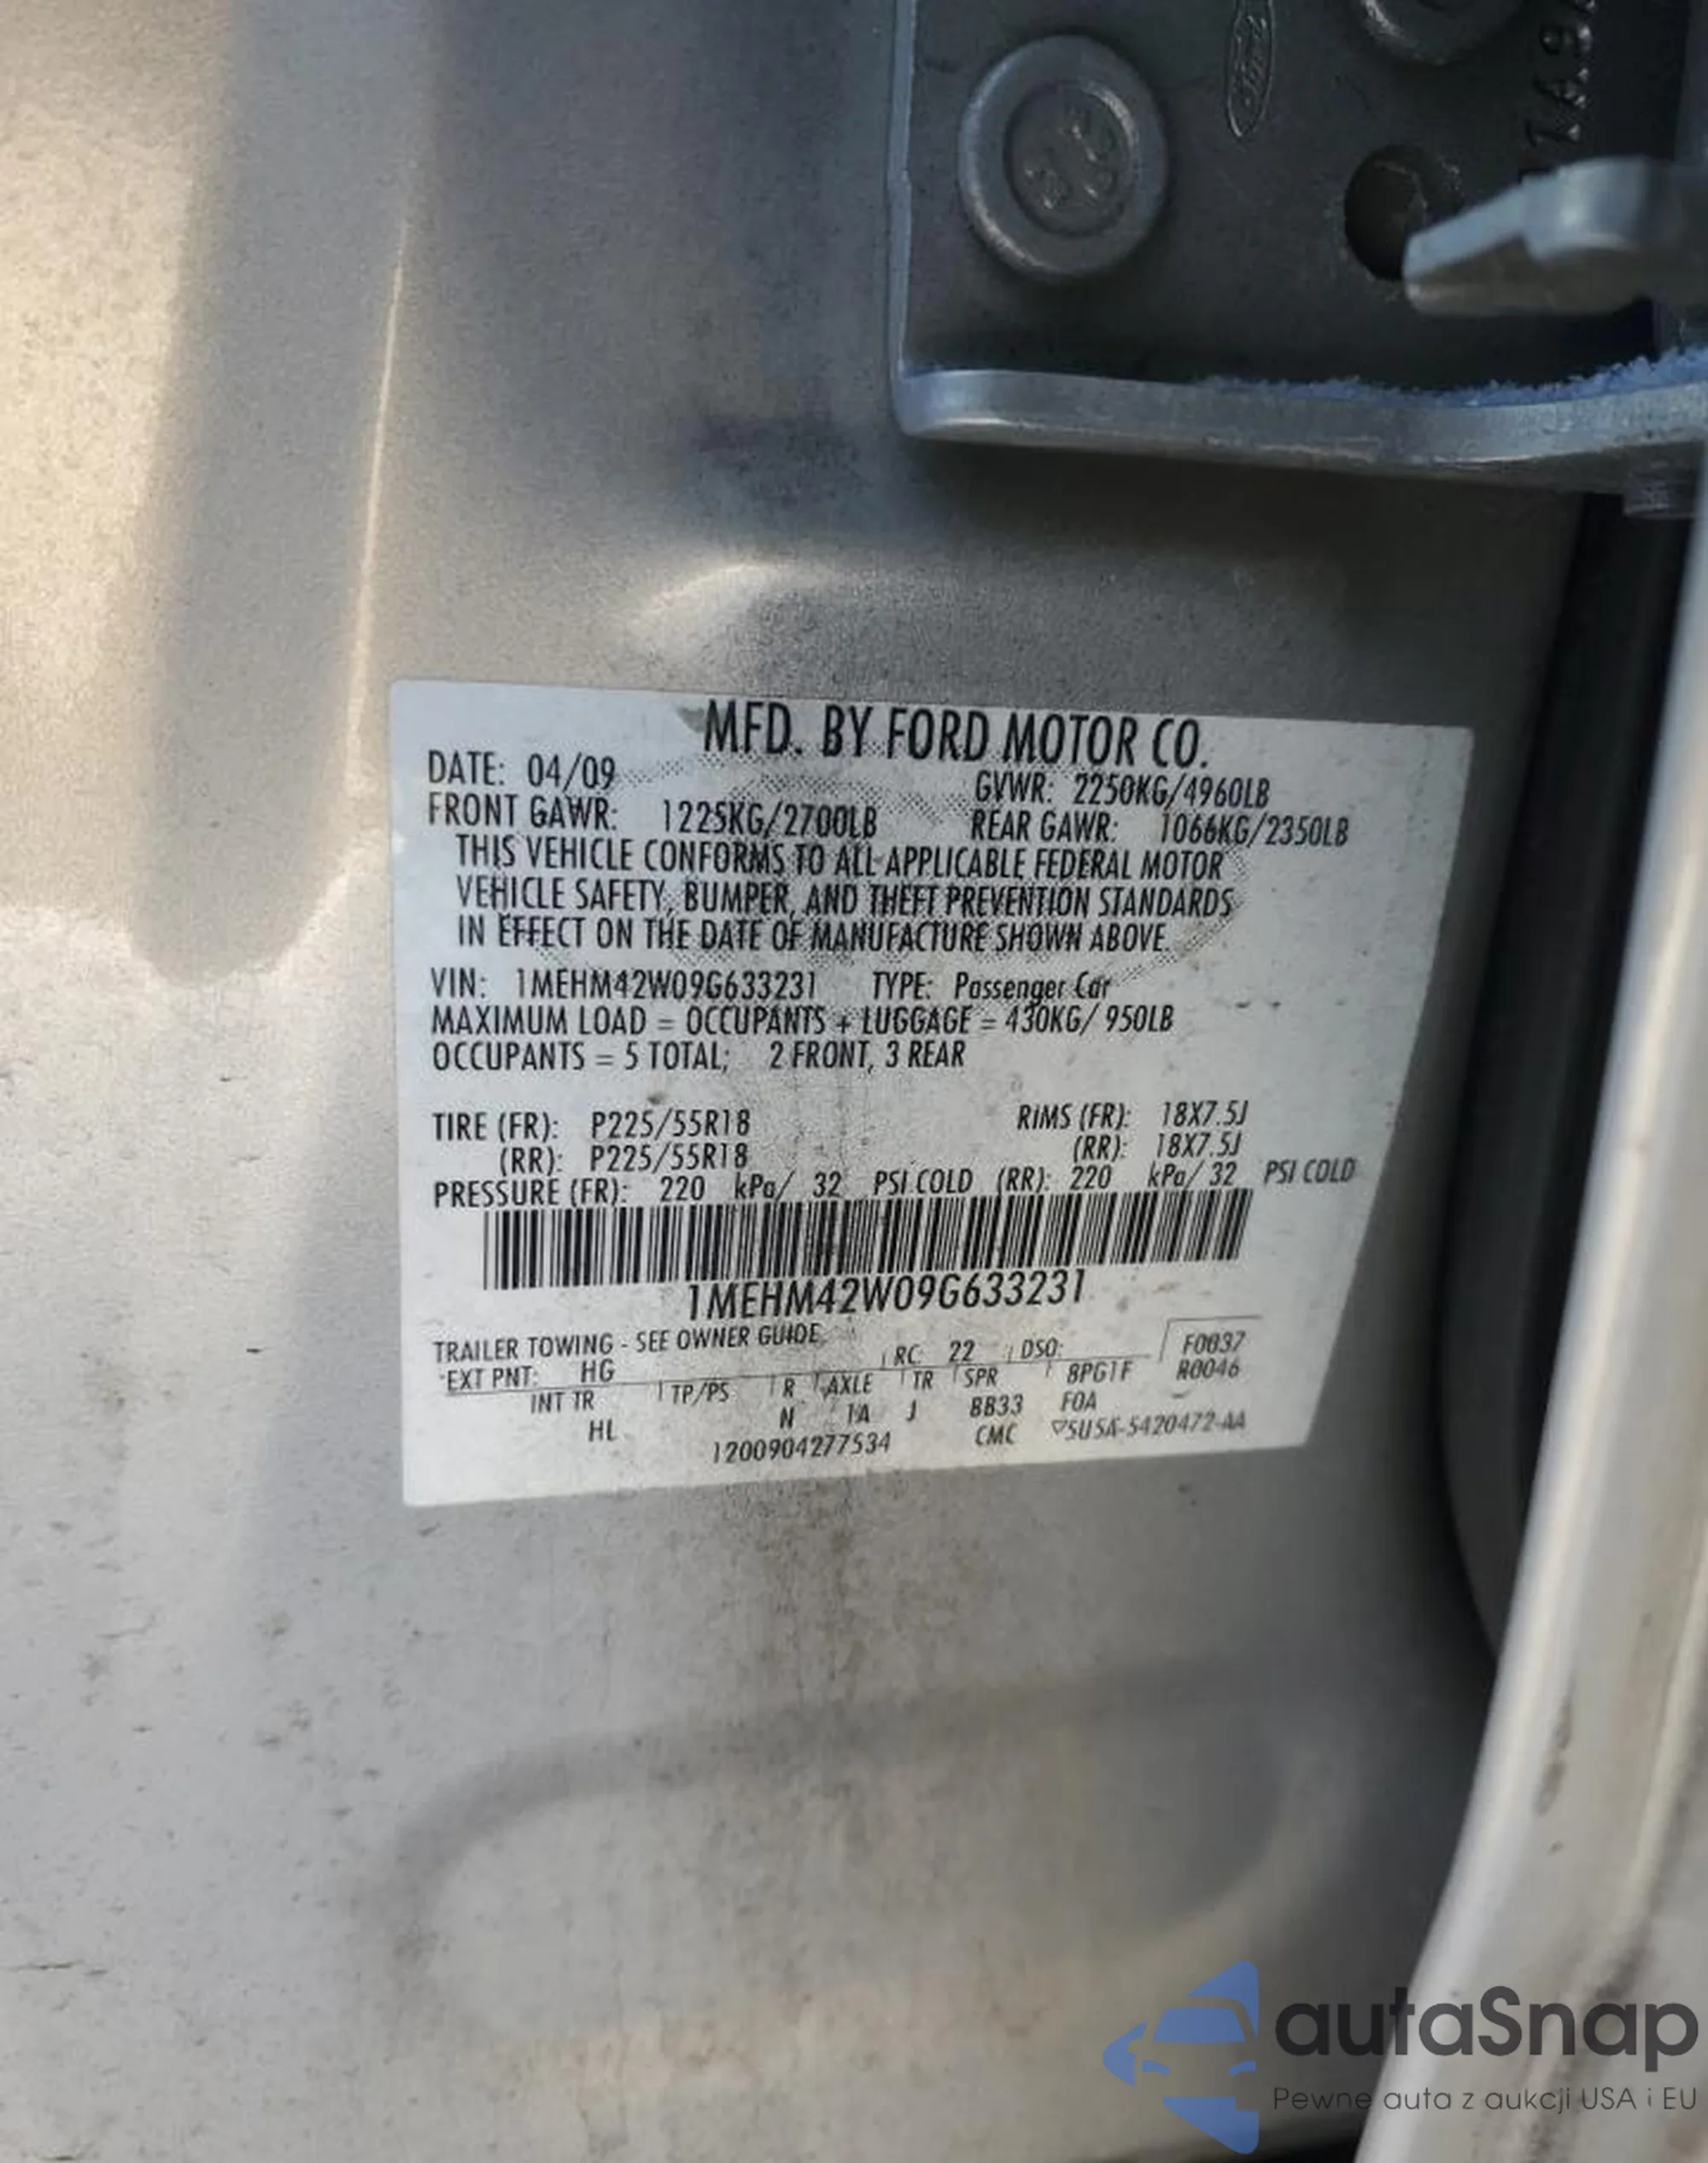 Ford
MFD. BY FORD MOTOR CO.
DATE: 04/09 GVWR: 2250KG/4960LB
FRONT GAWR: 1225KG/2700LB REAR GAWR: 1066KG/2350LB
THIS VEHICLE CONFORMS TO ALL APPLICABLE FEDERAL MOTOR
VEHICLE SAFETY, BUMPER, AND THEFT PREVENTION STANDARDS
IN EFFECT ON THE DATE OF MANUFACTURE SHOWN ABOVE.
VIN: 1MEHM42W09G633231 TYPE: Passenger Car
MAXIMUM LOAD = OCCUPANTS + LUGGAGE = 430KG/ 950LB
OCCUPANTS = 5 TOTAL; 2 FRONT, 3 REAR
TIRE (FR): P225/55R18 RIMS (FR): 18X7.5J
(RR): P225/55R18 (RR): 18X7.5J
PRESSURE (FR): 220 kPa/ 32 PSI COLD (RR): 220 kPa/ 32 PSI COLD
1MEHM42W09G633231
TRAILER TOWING - SEE OWNER GUIDE
EXT PNT: HG RC: 22 DSO: F0037
INT TR TP/PS R AXLE TR SPR 8PG1F R0046
HL N 1A J BB33 FOA
1200904277534 CMC 5U5A-5420472-AA
autaSnap
Pewne auta z aukcji USA i EU